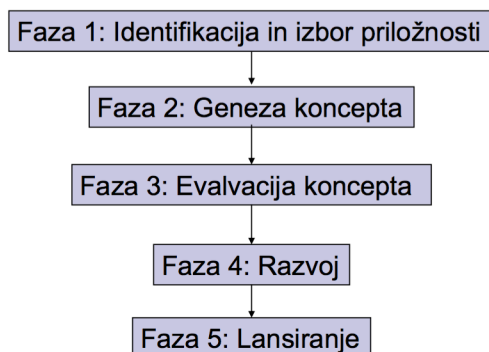 Faza 1: Identifikacija in izbor priložnosti
Faza 2: Geneza koncepta
Faza 3: Evalvacija koncepta
Faza 4: Razvoj
Faza 5: Lansiranje